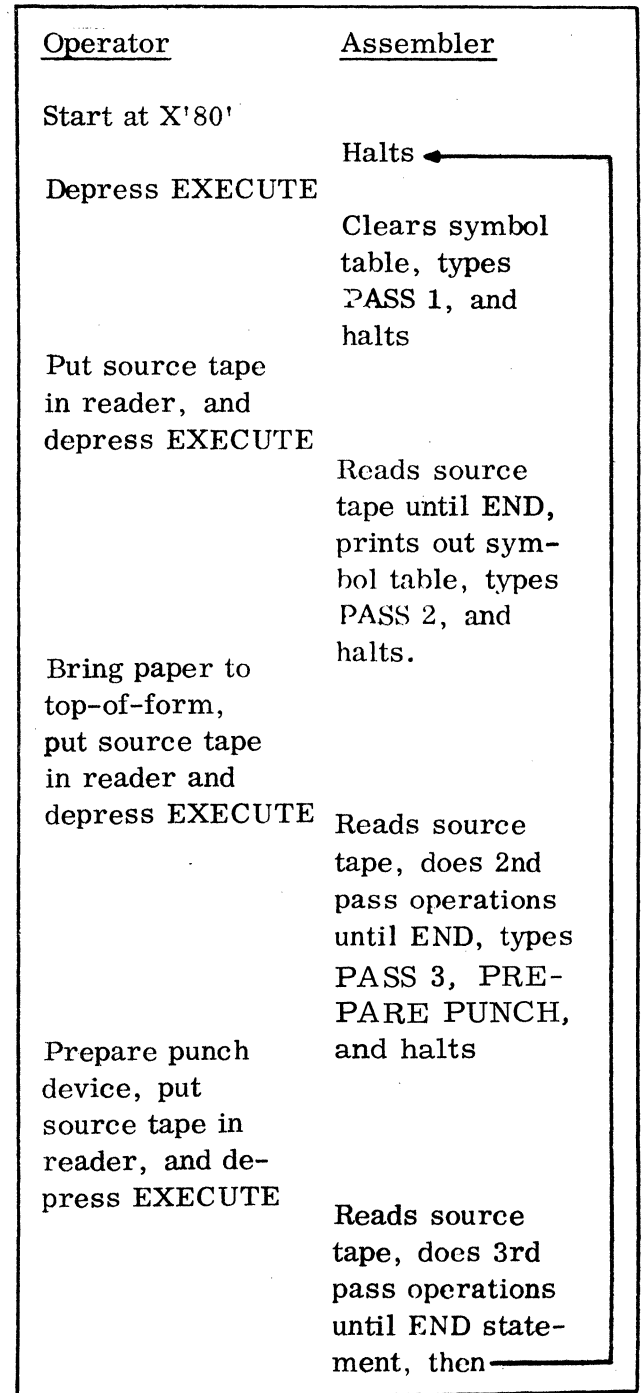 Operator Assembler
Start at X'80'
Halts
Depress EXECUTE
Clears symbol
table, types
PASS 1, and
halts
Put source tape
in reader, and
depress EXECUTE
Reads source
tape until END,
prints out sym-
bol table, types
PASS 2, and
halts.
Bring paper to
top-of-form,
put source tape
in reader and
depress EXECUTE
Reads source
tape, does 2nd
pass operations
until END, types
PASS 3, PRE-
PARE PUNCH,
and halts
Prepare punch
device, put
source tape in
reader, and de-
press EXECUTE
Reads source
tape, does 3rd
pass operations
until END state-
ment, then